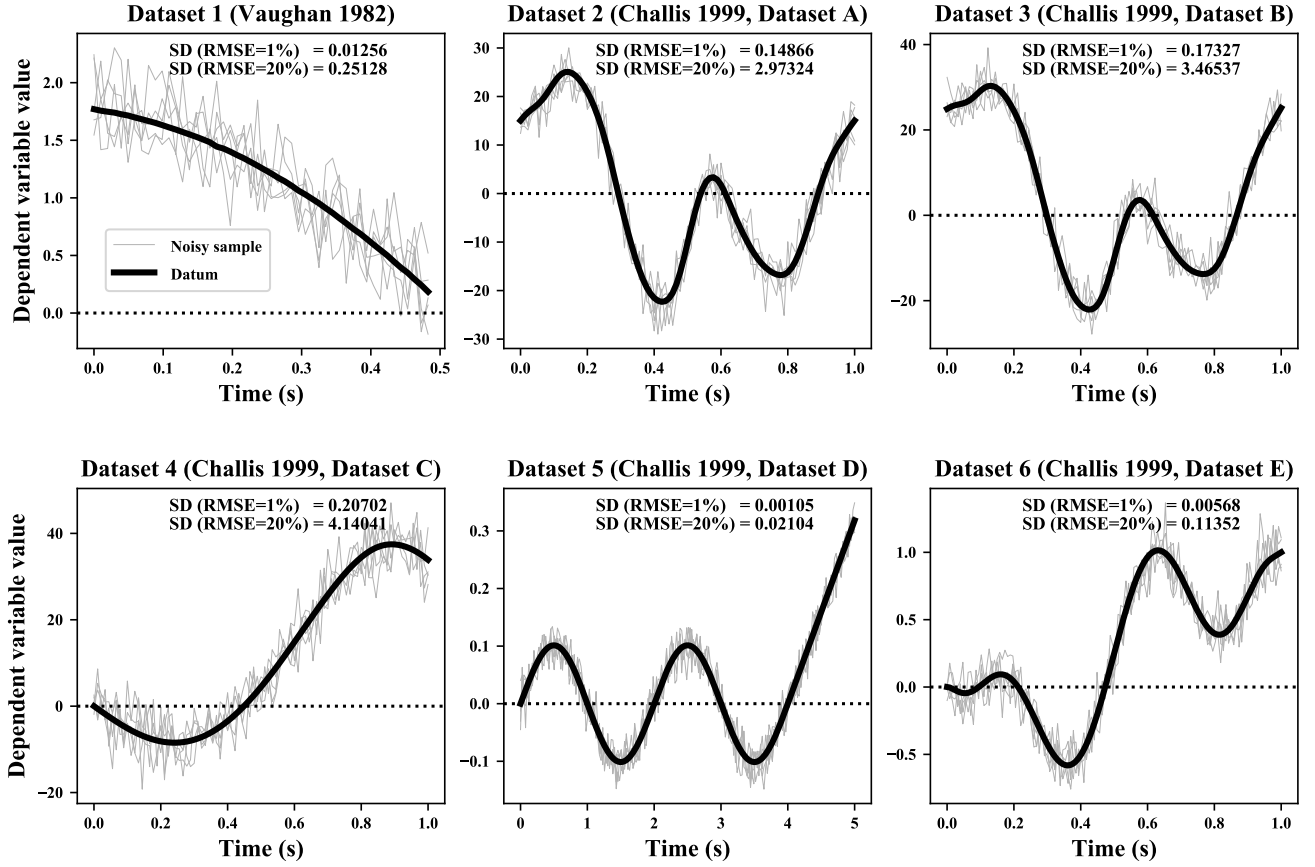 Dataset 1 (Vaughan 1982)
SD (RMSE=1%) = 0.01256
SD (RMSE=20%) = 0.25128
Dependent variable value
2.0
1.5
1.0
0.5
0.0
Noisy sample
Datum
0.0 0.1 0.2 0.3 0.4 0.5
Time (s)
Dataset 2 (Challis 1999, Dataset A)
SD (RMSE=1%) = 0.14866
SD (RMSE=20%) = 2.97324
30
20
10
0
−10
−20
−30
0.0 0.2 0.4 0.6 0.8 1.0
Time (s)
Dataset 3 (Challis 1999, Dataset B)
SD (RMSE=1%) = 0.17327
SD (RMSE=20%) = 3.46537
40
20
0
−20
0.0 0.2 0.4 0.6 0.8 1.0
Time (s)
Dataset 4 (Challis 1999, Dataset C)
SD (RMSE=1%) = 0.20702
SD (RMSE=20%) = 4.14041
Dependent variable value
40
20
0
−20
0.0 0.2 0.4 0.6 0.8 1.0
Time (s)
Dataset 5 (Challis 1999, Dataset D)
SD (RMSE=1%) = 0.00105
SD (RMSE=20%) = 0.02104
0.3
0.2
0.1
0.0
−0.1
0 1 2 3 4 5
Time (s)
Dataset 6 (Challis 1999, Dataset E)
SD (RMSE=1%) = 0.00568
SD (RMSE=20%) = 0.11352
1.0
0.5
0.0
−0.5
0.0 0.2 0.4 0.6 0.8 1.0
Time (s)